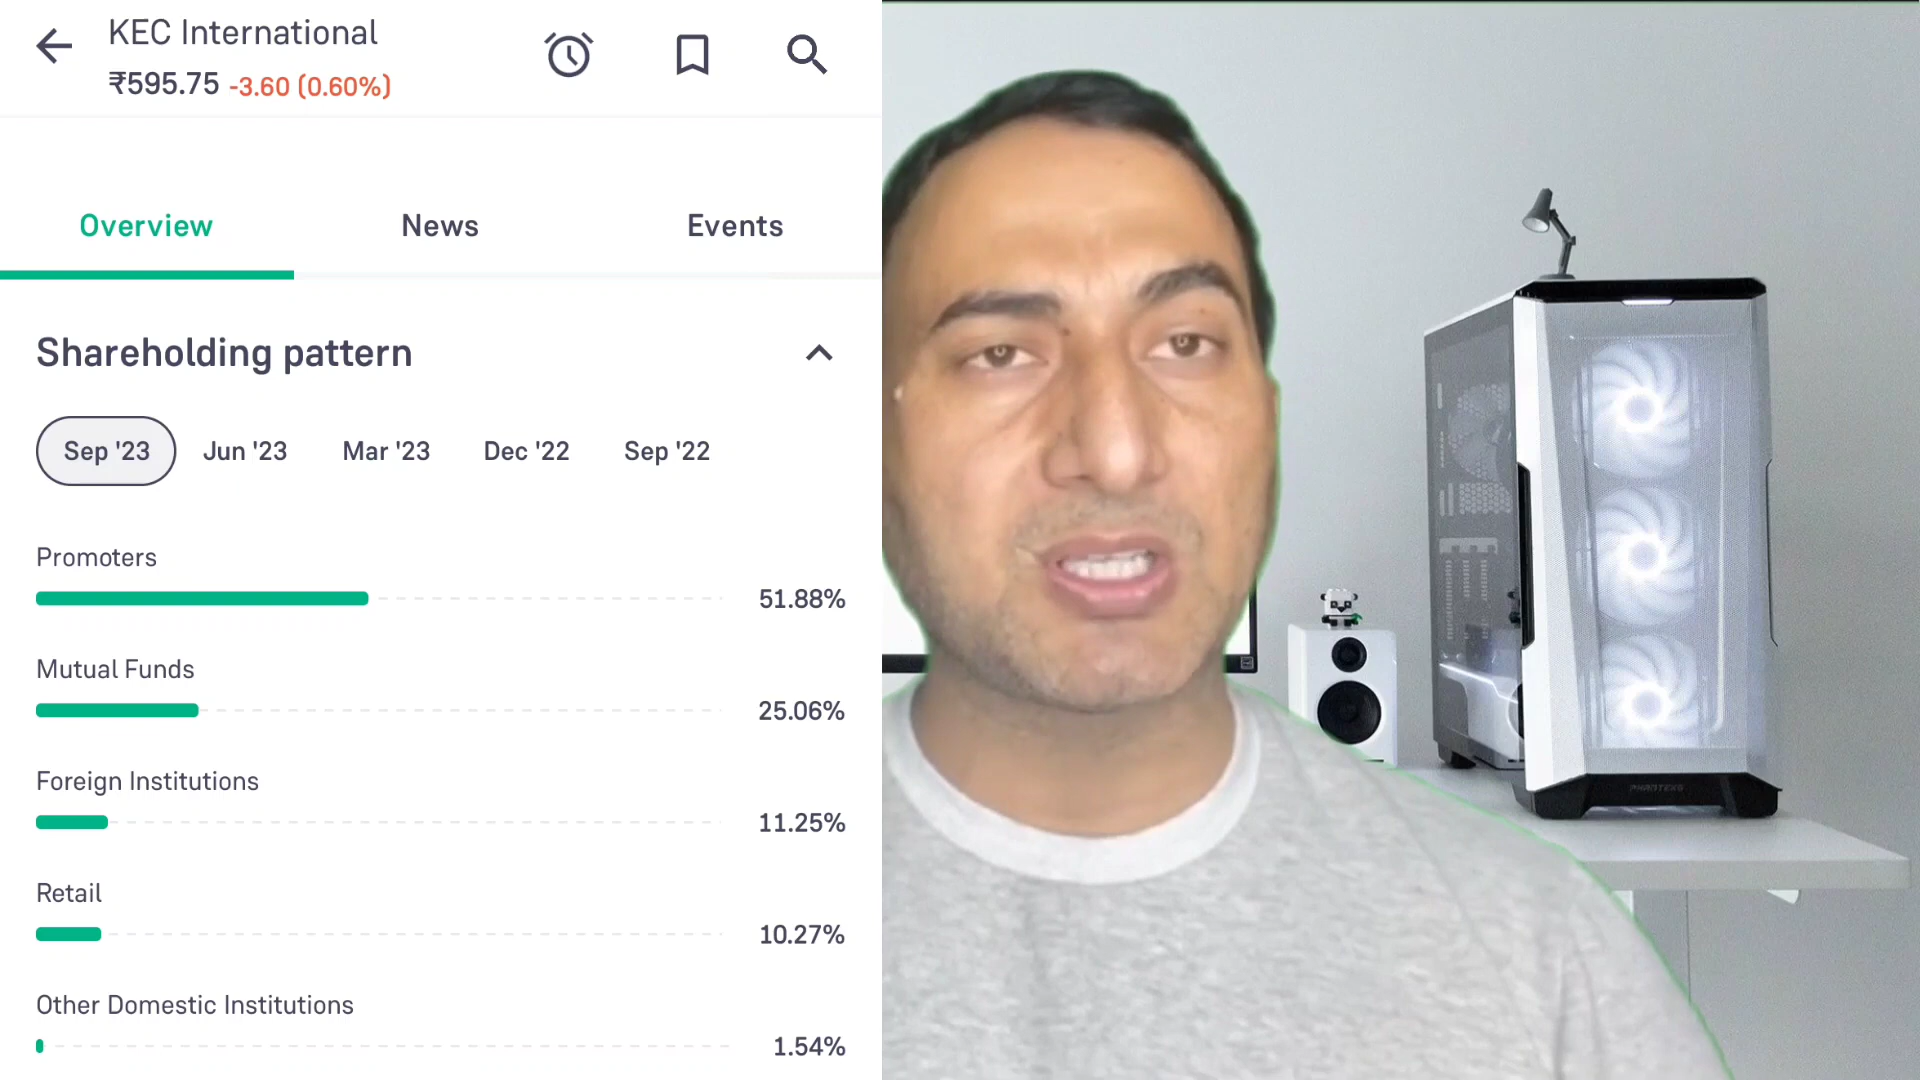 KEC International
₹595.75 -3.60 (0.60%)
Overview News Events
Shareholding pattern
Sep '23 Jun '23 Mar '23 Dec '22 Sep '22
Promoters
51.88%
Mutual Funds
25.06%
Foreign Institutions
11.25%
Retail
10.27%
Other Domestic Institutions
1.54%
PHANTEKS